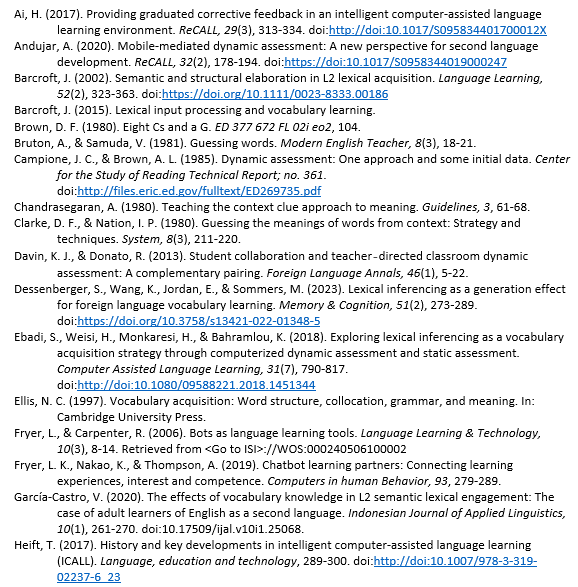 Ai, H. (2017). Providing graduated corrective feedback in an intelligent computer-assisted language
learning environment. ReCALL, 29(3), 313-334. doi:http://doi:10.1017/S095834401700012X
Andujar, A. (2020). Mobile-mediated dynamic assessment: A new perspective for second language
development. ReCALL, 32(2), 178-194. doi:https://doi:10.1017/S0958344019000247
Barcroft, J. (2002). Semantic and structural elaboration in L2 lexical acquisition. Language Learning,
52(2), 323-363. doi:https://doi.org/10.1111/0023-8333.00186
Barcroft, J. (2015). Lexical input processing and vocabulary learning.
Brown, D. F. (1980). Eight Cs and a G. ED 377 672 FL 02i eo2, 104.
Bruton, A., & Samuda, V. (1981). Guessing words. Modern English Teacher, 8(3), 18-21.
Campione, J. C., & Brown, A. L. (1985). Dynamic assessment: One approach and some initial data. Center
for the Study of Reading Technical Report; no. 361.
doi:http://files.eric.ed.gov/fulltext/ED269735.pdf
Chandrasegaran, A. (1980). Teaching the context clue approach to meaning. Guidelines, 3, 61-68.
Clarke, D. F., & Nation, I. P. (1980). Guessing the meanings of words from context: Strategy and
techniques. System, 8(3), 211-220.
Davin, K. J., & Donato, R. (2013). Student collaboration and teacher-directed classroom dynamic
assessment: A complementary pairing. Foreign Language Annals, 46(1), 5-22.
Dessenberger, S., Wang, K., Jordan, E., & Sommers, M. (2023). Lexical inferencing as a generation effect
for foreign language vocabulary learning. Memory & Cognition, 51(2), 273-289.
doi:https://doi.org/10.3758/s13421-022-01348-5
Ebadi, S., Weisi, H., Monkaresi, H., & Bahramlou, K. (2018). Exploring lexical inferencing as a vocabulary
acquisition strategy through computerized dynamic assessment and static assessment.
Computer Assisted Language Learning, 31(7), 790-817.
doi:http://doi:10.1080/09588221.2018.1451344
Ellis, N. C. (1997). Vocabulary acquisition: Word structure, collocation, grammar, and meaning. In:
Cambridge University Press.
Fryer, L., & Carpenter, R. (2006). Bots as language learning tools. Language Learning & Technology,
10(3), 8-14. Retrieved from <Go to ISI>://WOS:000240506100002
Fryer, L. K., Nakao, K., & Thompson, A. (2019). Chatbot learning partners: Connecting learning
experiences, interest and competence. Computers in human Behavior, 93, 279-289.
García-Castro, V. (2020). The effects of vocabulary knowledge in L2 semantic lexical engagement: The
case of adult learners of English as a second language. Indonesian Journal of Applied Linguistics,
10(1), 261-270. doi:10.17509/ijal.v10i1.25068.
Heift, T. (2017). History and key developments in intelligent computer-assisted language learning
(ICALL). Language, education and technology, 289-300. doi:http://doi:10.1007/978-3-319-
02237-6_23